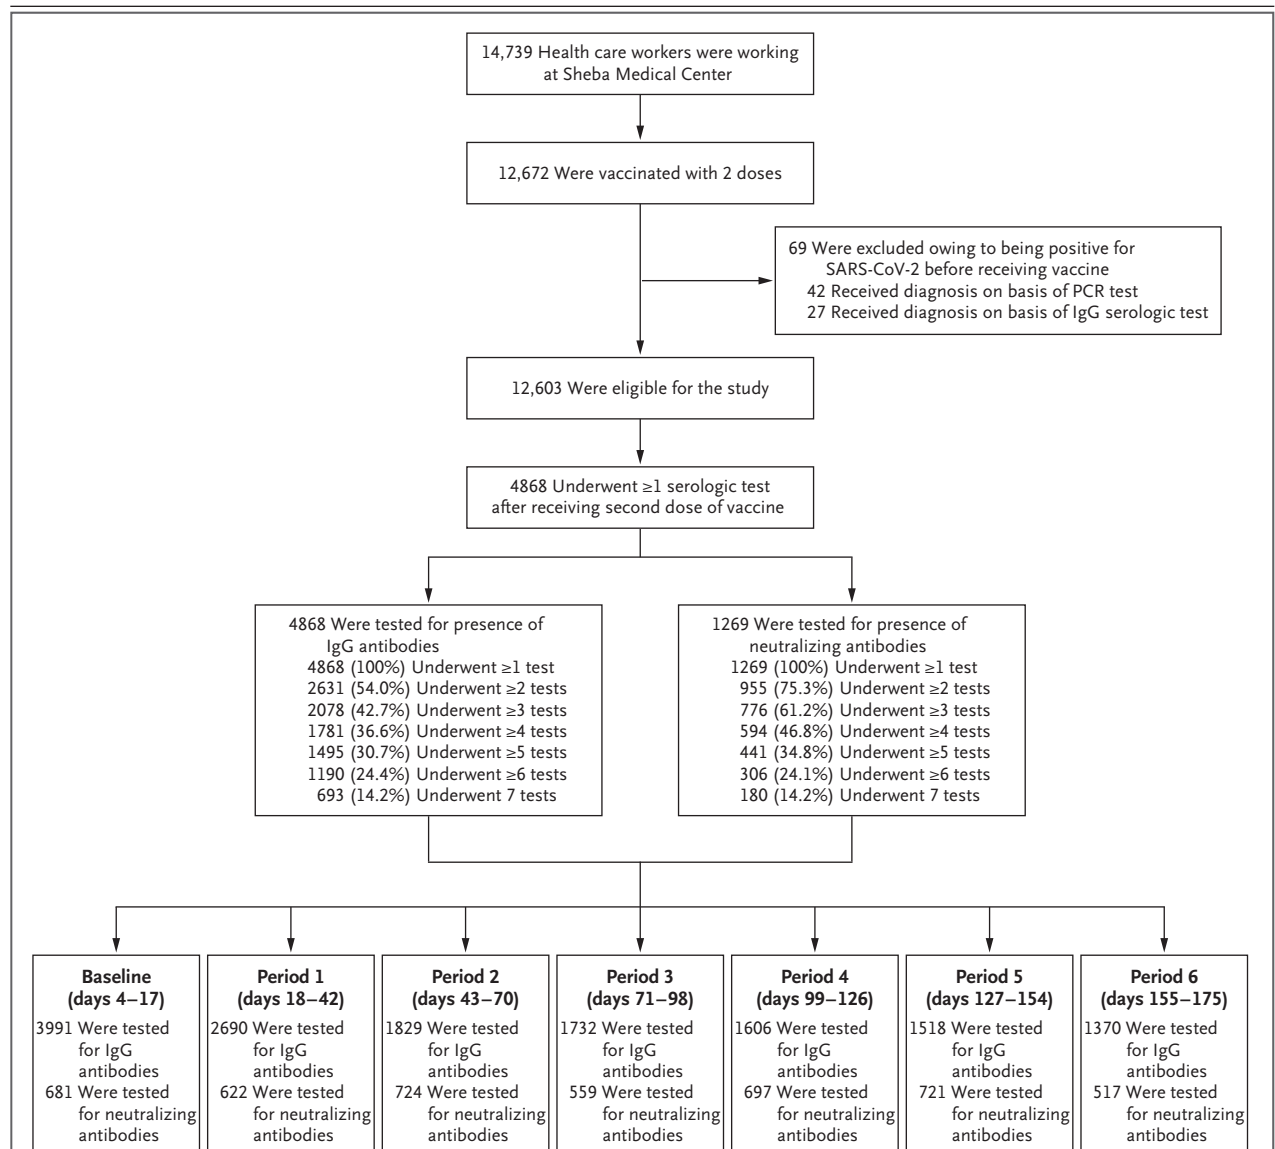 14,739 Health care workers were working
at Sheba Medical Center
12,672 Were vaccinated with 2 doses
69 Were excluded owing to being positive for
SARS-CoV-2 before receiving vaccine
42 Received diagnosis on basis of PCR test
27 Received diagnosis on basis of IgG serologic test
12,603 Were eligible for the study
4868 Underwent ≥1 serologic test
after receiving second dose of vaccine
4868 Were tested for presence of
IgG antibodies
4868 (100%) Underwent ≥1 test
2631 (54.0%) Underwent ≥2 tests
2078 (42.7%) Underwent ≥3 tests
1781 (36.6%) Underwent ≥4 tests
1495 (30.7%) Underwent ≥5 tests
1190 (24.4%) Underwent ≥6 tests
693 (14.2%) Underwent 7 tests
1269 Were tested for presence of
neutralizing antibodies
1269 (100%) Underwent ≥1 test
955 (75.3%) Underwent ≥2 tests
776 (61.2%) Underwent ≥3 tests
594 (46.8%) Underwent ≥4 tests
441 (34.8%) Underwent ≥5 tests
306 (24.1%) Underwent ≥6 tests
180 (14.2%) Underwent 7 tests
Baseline
(days 4–17)
3991 Were tested
for IgG
antibodies
681 Were tested
for neutralizing
antibodies
Period 1
(days 18–42)
2690 Were tested
for IgG
antibodies
622 Were tested
for neutralizing
antibodies
Period 2
(days 43–70)
1829 Were tested
for IgG
antibodies
724 Were tested
for neutralizing
antibodies
Period 3
(days 71–98)
1732 Were tested
for IgG
antibodies
559 Were tested
for neutralizing
antibodies
Period 4
(days 99–126)
1606 Were tested
for IgG
antibodies
697 Were tested
for neutralizing
antibodies
Period 5
(days 127–154)
1518 Were tested
for IgG
antibodies
721 Were tested
for neutralizing
antibodies
Period 6
(days 155–175)
1370 Were tested
for IgG
antibodies
517 Were tested
for neutralizing
antibodies